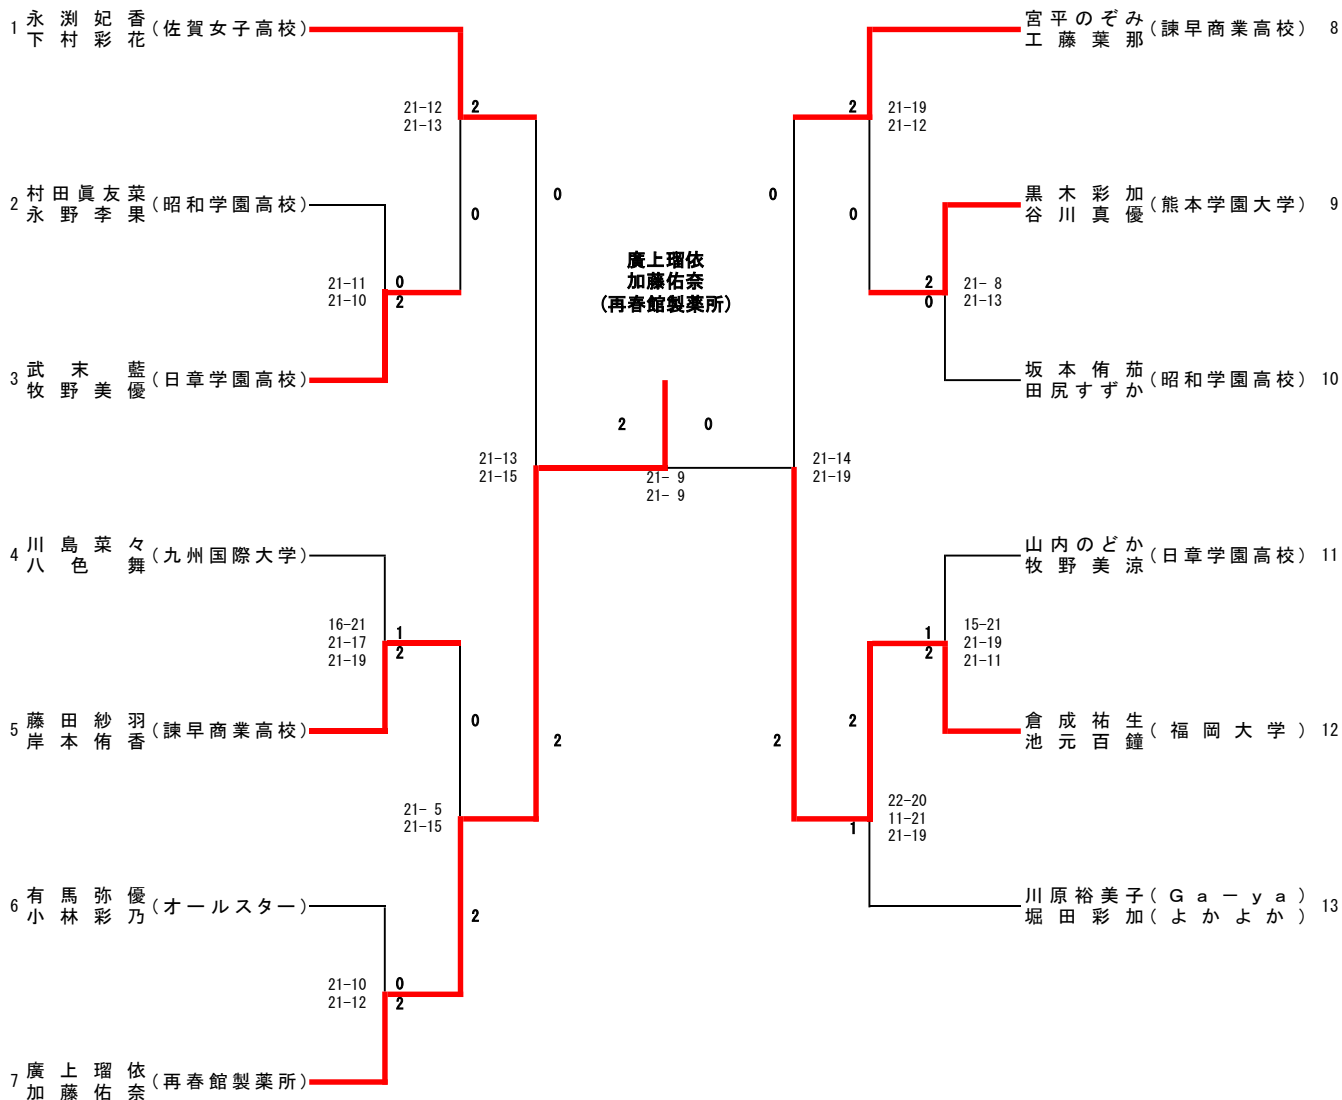 1 永渕妃香 (佐賀女子高校)
下村彩花
21-12 2
21-13
0
0
2 村田眞友菜 (昭和学園高校)
永野李果
21-11 0
21-10 2
3 武末藍 (日章学園高校)
牧野美優
21-13
21-15
4 川島菜々 (九州国際大学)
八色舞
16-21 1
21-17 2
21-19
5 藤田紗羽 (諫早商業高校)
岸本侑香
0
2
21- 5
21-15
6 有馬弥優 (オールスター)
小林彩乃
2
21-10 0
21-12 2
7 廣上瑠依 (再春館製薬所)
加藤佑奈
廣上瑠依
加藤佑奈
(再春館製薬所)
2 0
21- 9
21- 9
宮平のぞみ (諫早商業高校) 8
工藤葉那
2 21-19
21-12
0
0
黒木彩加 (熊本学園大学) 9
谷川真優
2 21- 8
0 21-13
坂本侑茄 (昭和学園高校) 10
田尻すずか
21-14
21-19
山内のどか (日章学園高校) 11
牧野美涼
1 15-21
2 21-19
21-11
倉成祐生 (福岡大学) 12
池元百鐘
2
2
22-20
1 11-21
21-19
川原裕美子 (Ga-ya) 13
堀田彩加 (よかよか)